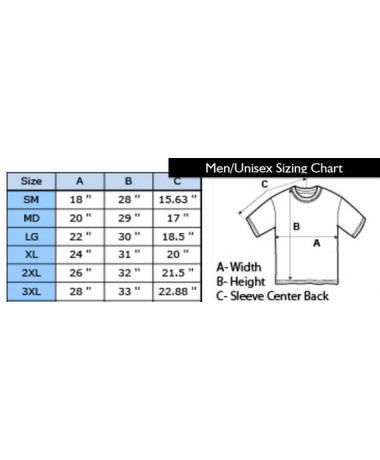 Men/Unisex Sizing Chart
Size A B C
SM 18 " 28 " 15.63 "
MD 20 " 29 " 17 "
LG 22 " 30 " 18.5 "
XL 24 " 31 " 20 "
2XL 26 " 32 " 21.5 "
3XL 28 " 33 " 22.88 "
C
B
A
A- Width
B- Height
C- Sleeve Center Back